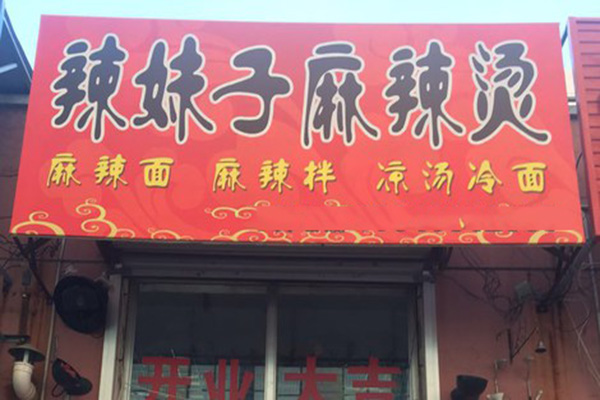 辣妹子麻辣烫
麻辣面 麻辣拌 凉汤冷面
开业大吉